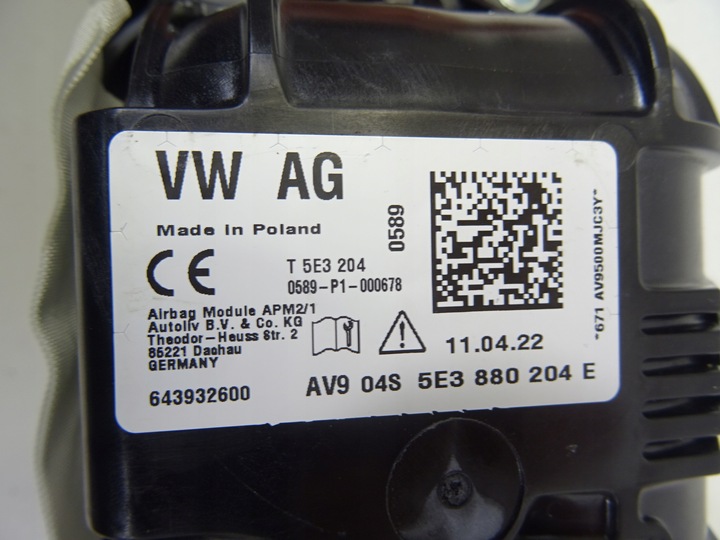 VW AG
Made in Poland
CE
T 5E3 204
0589-P1-000678
0589
Airbag Module APM2/1
Autoliv B.V. & Co. KG
Theodor-Heuss Str. 2
85221 Dachau
GERMANY
643932600
11.04.22
AV9 04S 5E3 880 204 E
-671 AV9500MJC3Y-